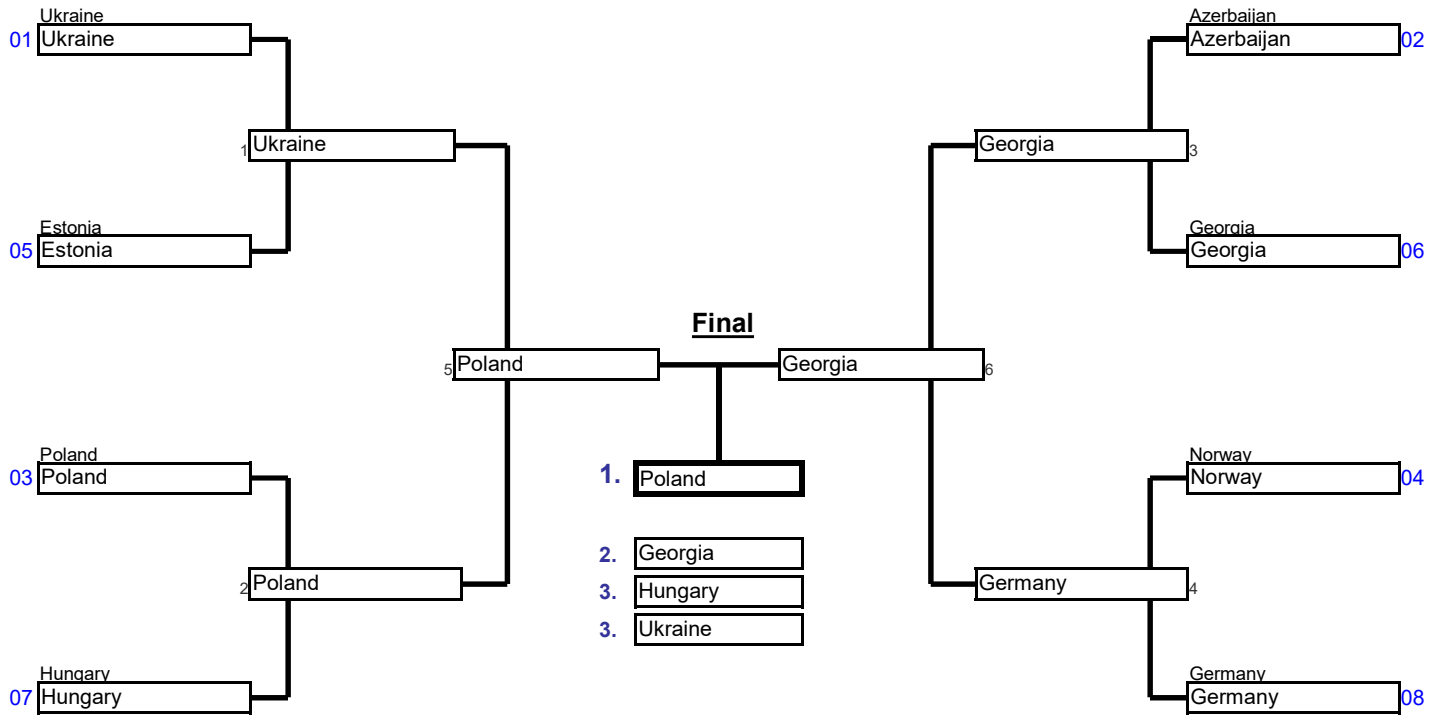 Ukraine
01 Ukraine
Azerbaijan
Azerbaijan 02
1 Ukraine
Georgia 3
Estonia
05 Estonia
Georgia
Georgia 06
Final
5 Poland
Georgia 6
Poland
03 Poland
1. Poland
Norway
Norway 04
2. Georgia
3. Hungary
3. Ukraine
2 Poland
Germany 4
Hungary
07 Hungary
Germany
Germany 08